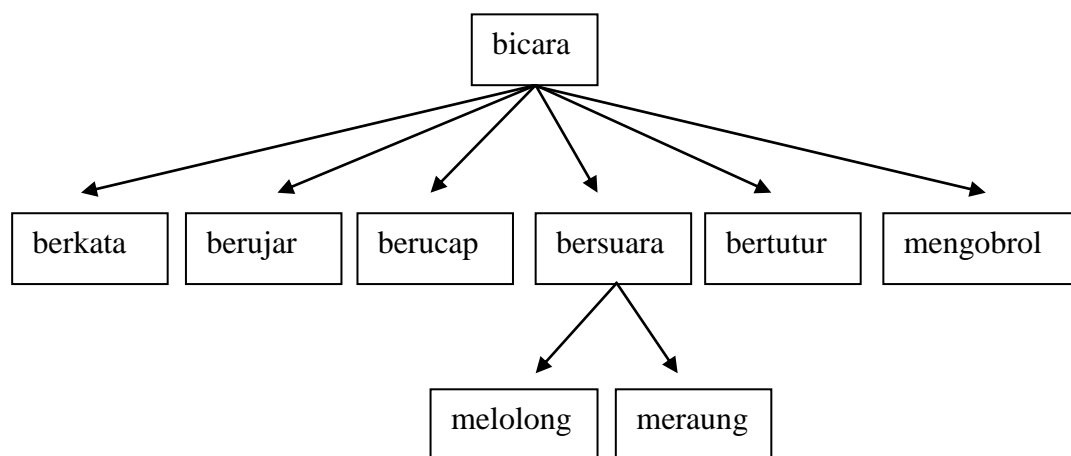 bicara
berkata
berujar
berucap
bersuara
bertutur
mengobrol
melolong
meraung